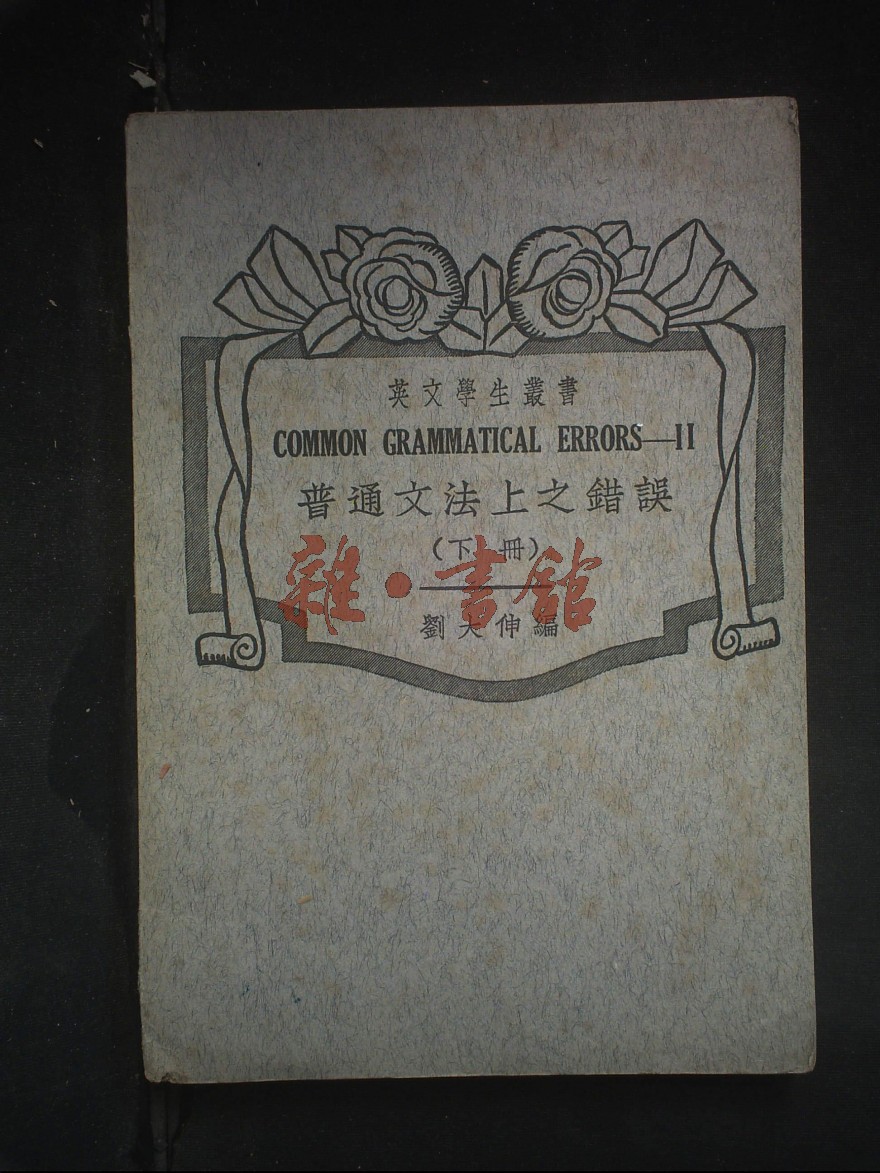 英文學生叢書
COMMON GRAMMATICAL ERRORS—II
普通文法上之錯誤
(下冊)
雜·書館
劉大伸編